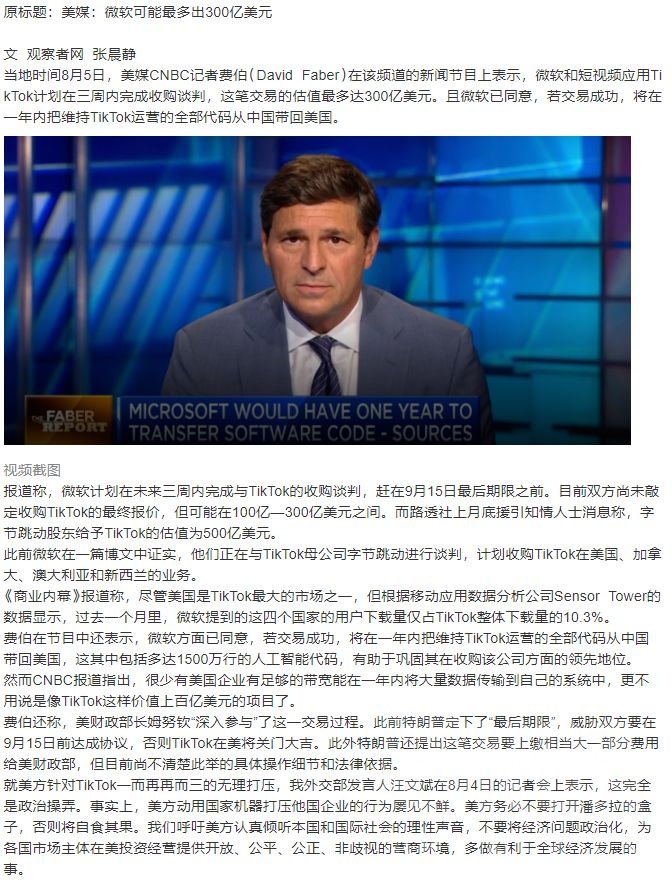 原标题：美媒：微软可能最多出300亿美元
文 观察者网 张晨静
当地时间8月5日，美媒CNBC记者费伯(David Faber)在该频道的新闻节目上表示，微软和短视频应用Ti
kTok计划在三周内完成收购谈判，这笔交易的估值最多达300亿美元。且微软已同意，若交易成功，将在
一年内把维持TikTok运营的全部代码从中国带回美国。
THE FABER
REPORT
MICROSOFT WOULD HAVE ONE YEAR TO
TRANSFER SOFTWARE CODE - SOURCES
视频截图
报道称，微软计划在未来三周内完成与TikTok的收购谈判，赶在9月15日最后期限之前。目前双方尚未敲
定收购TikTok的最终报价，但可能在100亿—300亿美元之间。而路透社上月底援引知情人士消息称，字
节跳动股东给予TikTok的估值为500亿美元。
此前微软在一篇博文中证实，他们正在与TikTok母公司字节跳动进行谈判，计划收购TikTok在美国、加拿
大、澳大利亚和新西兰的业务。
《商业内幕》报道称，尽管美国是TikTok最大的市场之一，但根据移动应用数据分析公司Sensor Tower的
数据显示，过去一个月里，微软提到的这四个国家的用户下载量仅占TikTok整体下载量的10.3%。
费伯在节目中还表示，微软方面已同意，若交易成功，将在一年内把维持TikTok运营的全部代码从中国
带回美国，这其中包括多达1500万行的人工智能代码，有助于巩固其在收购该公司方面的领先地位。
然而CNBC报道指出，很少有美国企业有足够的带宽能在一年内将大量数据传输到自己的系统中，更不
用说是像TikTok这样价值上百亿美元的项目了。
费伯还称，美财政部长姆努钦“深入参与”了这一交易过程。此前特朗普定下了“最后期限”，威胁双方要在
9月15日前达成协议，否则TikTok在美将关门大吉。此外特朗普还提出这笔交易要上缴相当大一部分费用
给美财政部，但目前尚不清楚此举的具体操作细节和法律依据。
就美方针对TikTok一而再再而三的无理打压，我外交部发言人汪文斌在8月4日的记者会上表示，这完全
是政治操弄。事实上，美方动用国家机器打压他国企业的行为屡见不鲜。美方务必不要打开潘多拉的盒
子，否则将自食其果。我们呼吁美方认真倾听本国和国际社会的理性声音，不要将经济问题政治化，为
各国市场主体在美投资经营提供开放、公平、公正、非歧视的营商环境，多做有利于全球经济发展的
事。